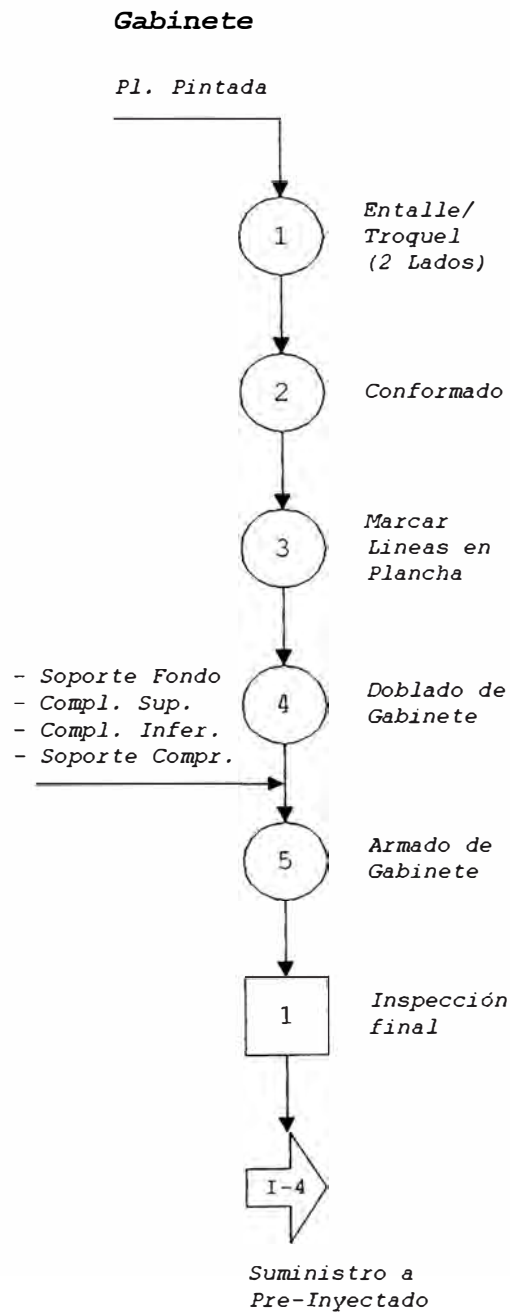 Gabinete
Pl. Pintada
1
Entalle/
Troquel
(2 Lados)
2
Conformado
3
Marcar
Lineas en
Plancha
- Soporte Fondo
- Compl. Sup.
- Compl. Infer.
- Soporte Compr.
4
Doblado de
Gabinete
5
Armado de
Gabinete
1
Inspección
final
I-4
Suministro a
Pre-Inyectado